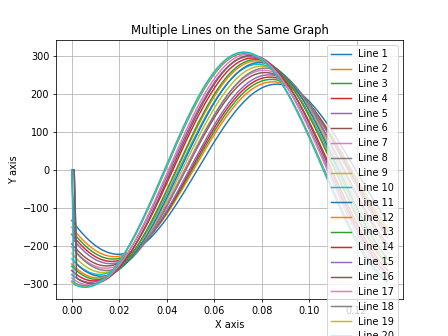 Multiple Lines on the Same Graph
Y axis
300
200
100
0
−100
−200
−300
0.00
0.02
0.04
0.06
0.08
0.10
X axis
Line 1
Line 2
Line 3
Line 4
Line 5
Line 6
Line 7
Line 8
Line 9
Line 10
Line 11
Line 12
Line 13
Line 14
Line 15
Line 16
Line 17
Line 18
Line 19
Line 20